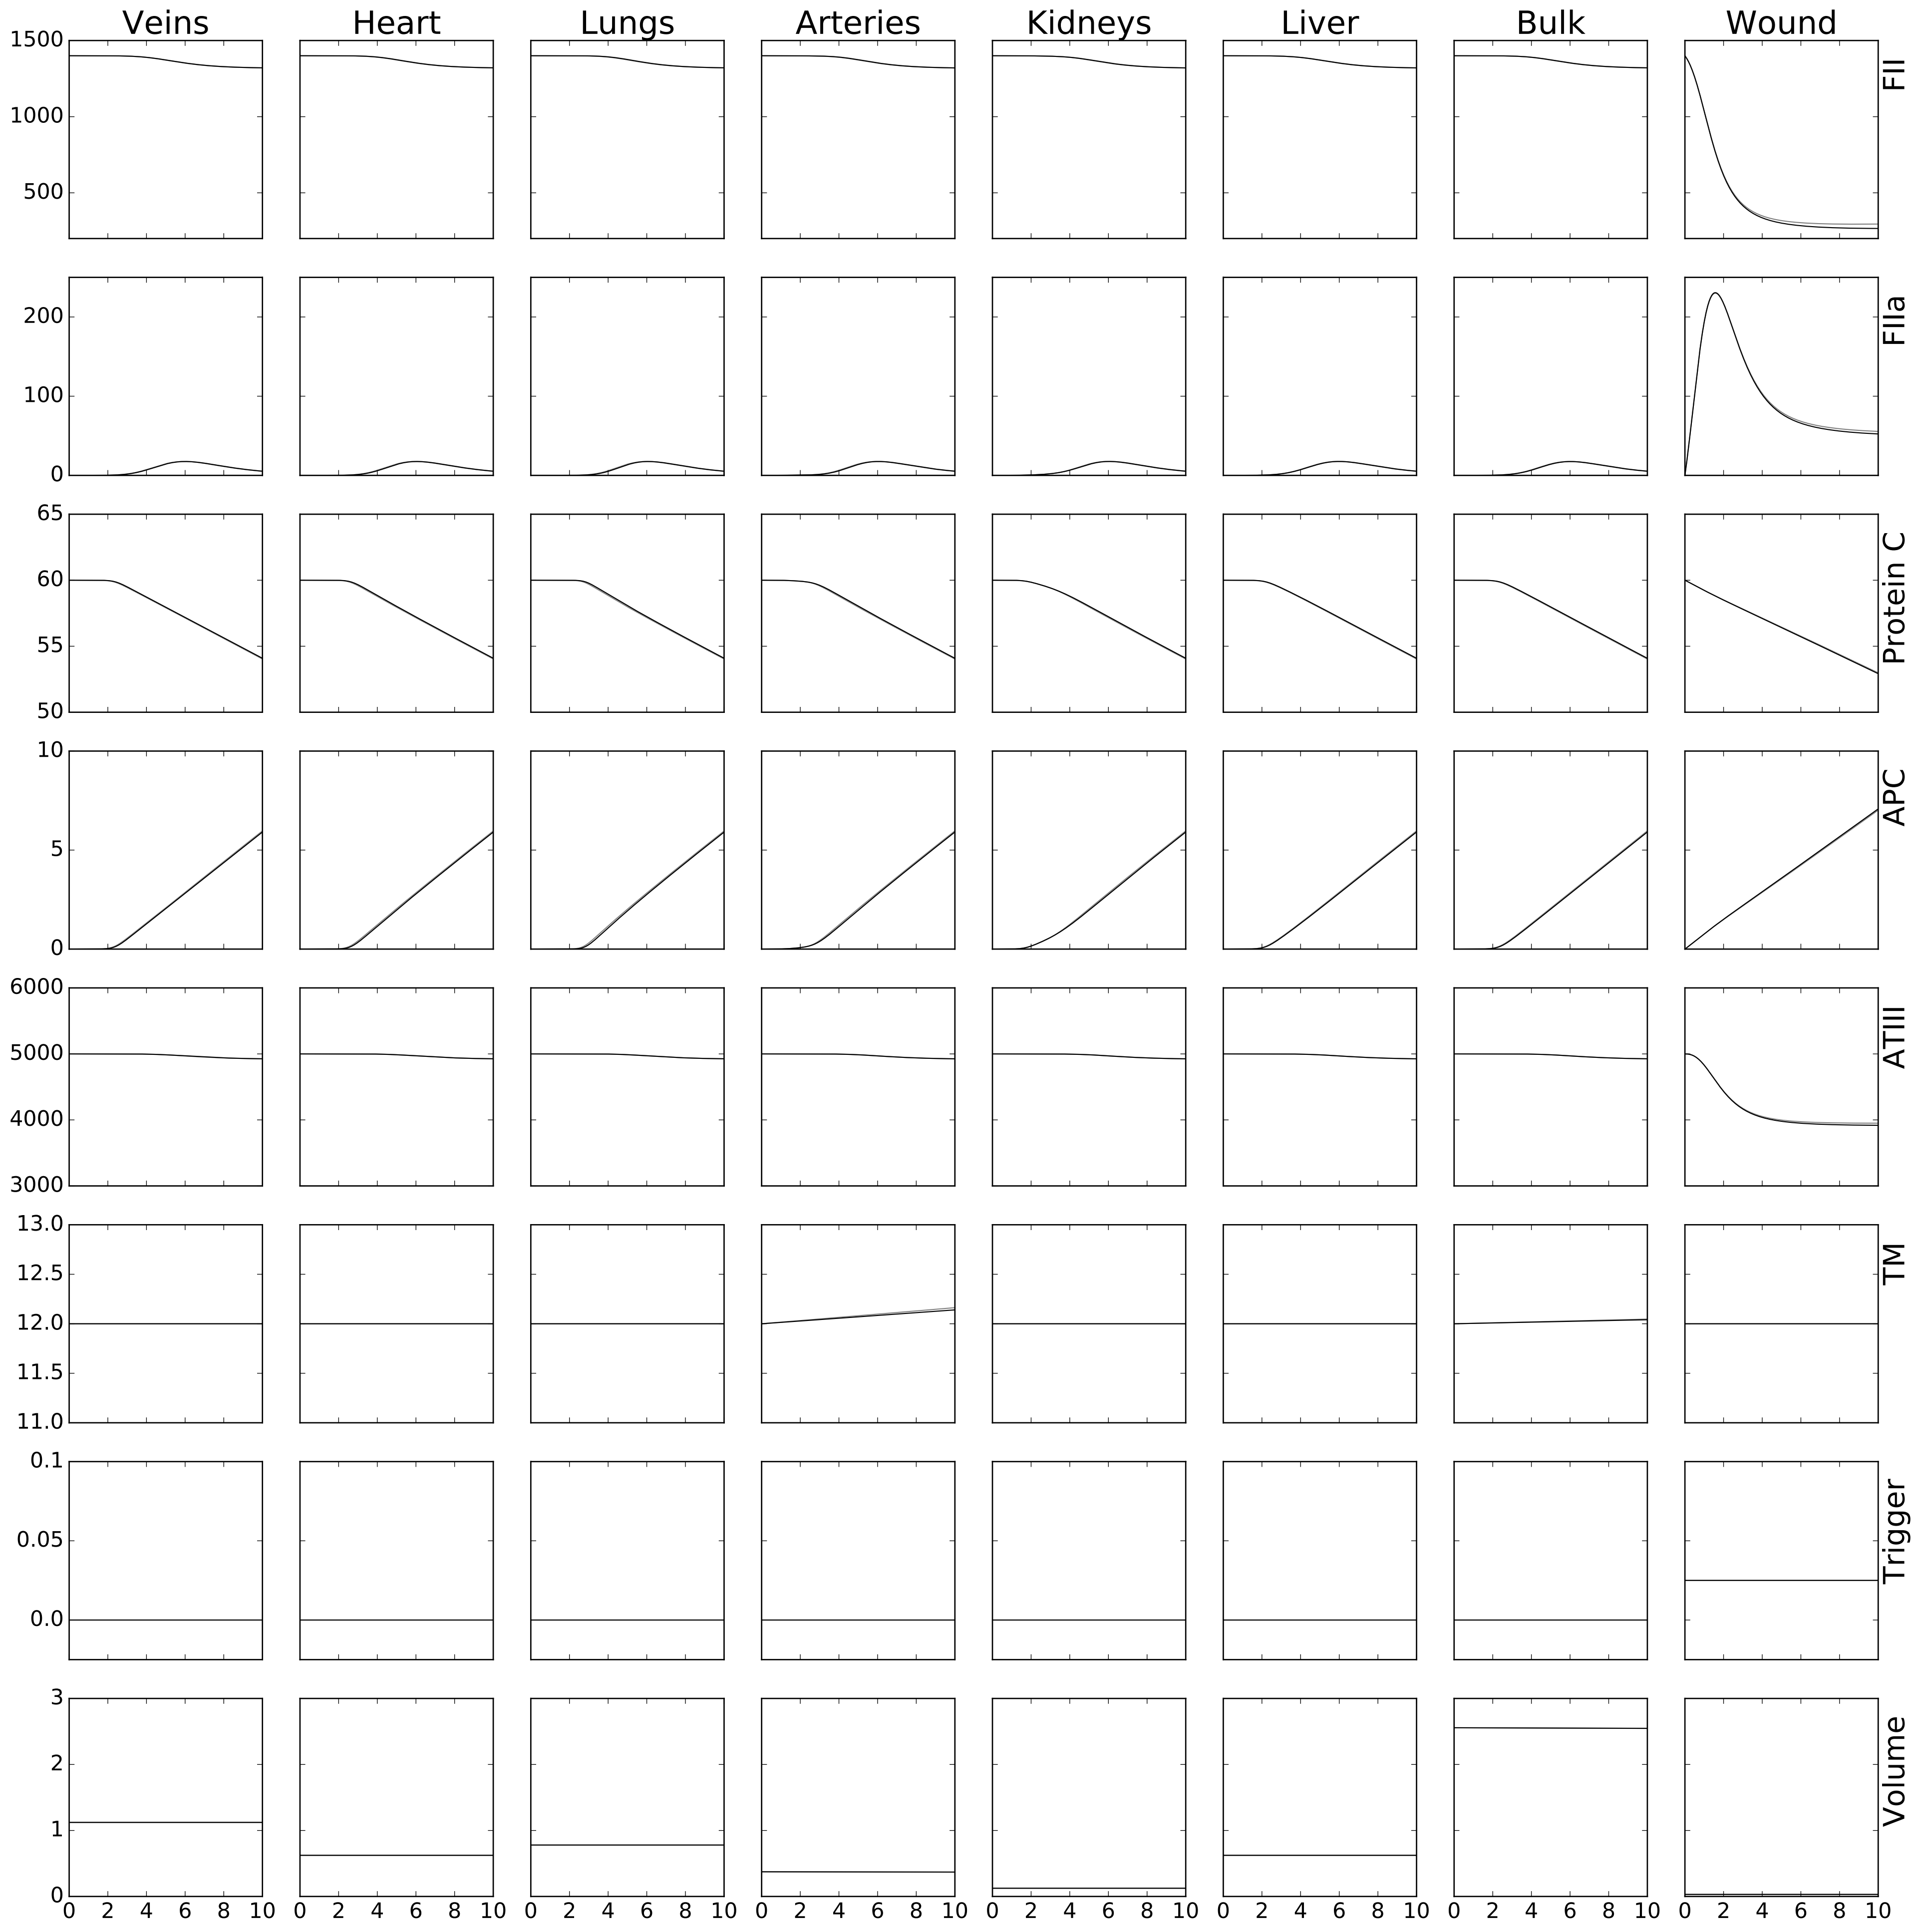 Veins Heart Lungs Arteries Kidneys Liver Bulk Wound
1500
1000
500
FII
200
100
0
FIIa
65
60
55
50
Protein C
10
5
0
APC
6000
5000
4000
3000
ATIII
13.0
12.5
12.0
11.5
11.0
TM
0.1
0.05
0.0
Trigger
3
2
1
0
Volume
0 2 4 6 8 10 0 2 4 6 8 10 0 2 4 6 8 10 0 2 4 6 8 10 0 2 4 6 8 10 0 2 4 6 8 10 0 2 4 6 8 10 0 2 4 6 8 10